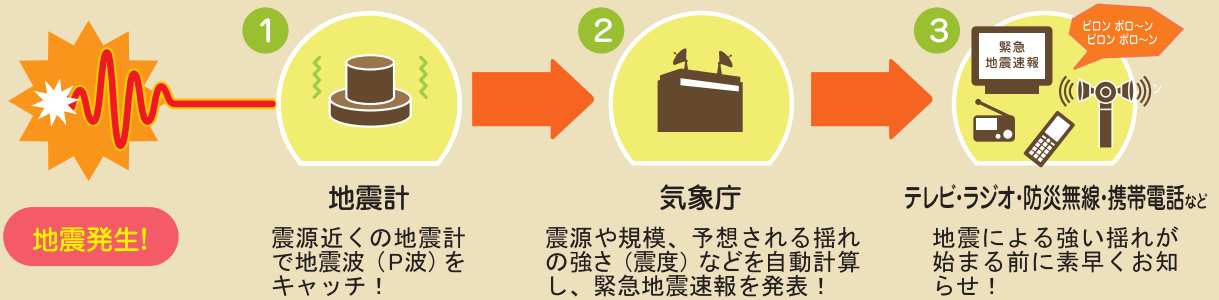 1
2
3
ピロン ポロ〜ン
ピロン ポロ〜ン
緊急
地震速報
地震発生!
地震計
震源近くの地震計
で地震波（P波）を
キャッチ！
気象庁
震源や規模、予想される揺れ
の強さ（震度）などを自動計算
し、緊急地震速報を発表！
テレビ・ラジオ・防災無線・携帯電話など
地震による強い揺れが
始まる前に素早くお知
らせ！